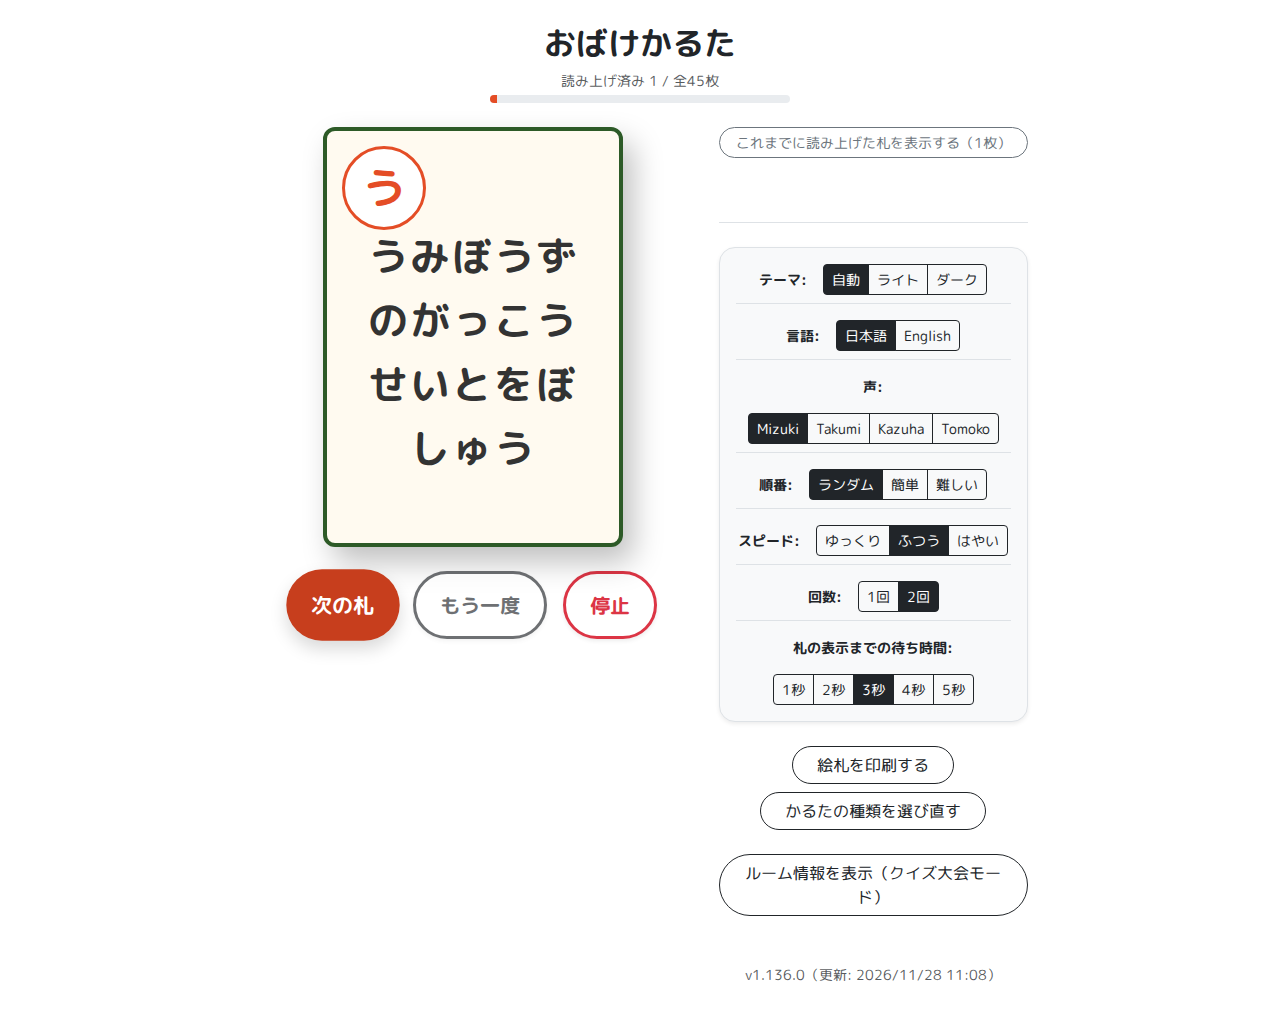 おばけかるた
読み上げ済み 1 / 全45枚
う
うみぼうず
のがっこう
せいとをぼ
しゅう
次の札
もう一度
停止
これまでに読み上げた札を表示する（1枚）
テーマ: 自動 ライト ダーク
言語: 日本語 English
声:
Mizuki Takumi Kazuha Tomoko
順番: ランダム 簡単 難しい
スピード: ゆっくり ふつう はやい
回数: 1回 2回
札の表示までの待ち時間:
1秒 2秒 3秒 4秒 5秒
絵札を印刷する
かるたの種類を選び直す
ルーム情報を表示（クイズ大会モー
ド）
v1.136.0（更新: 2026/11/28 11:08）